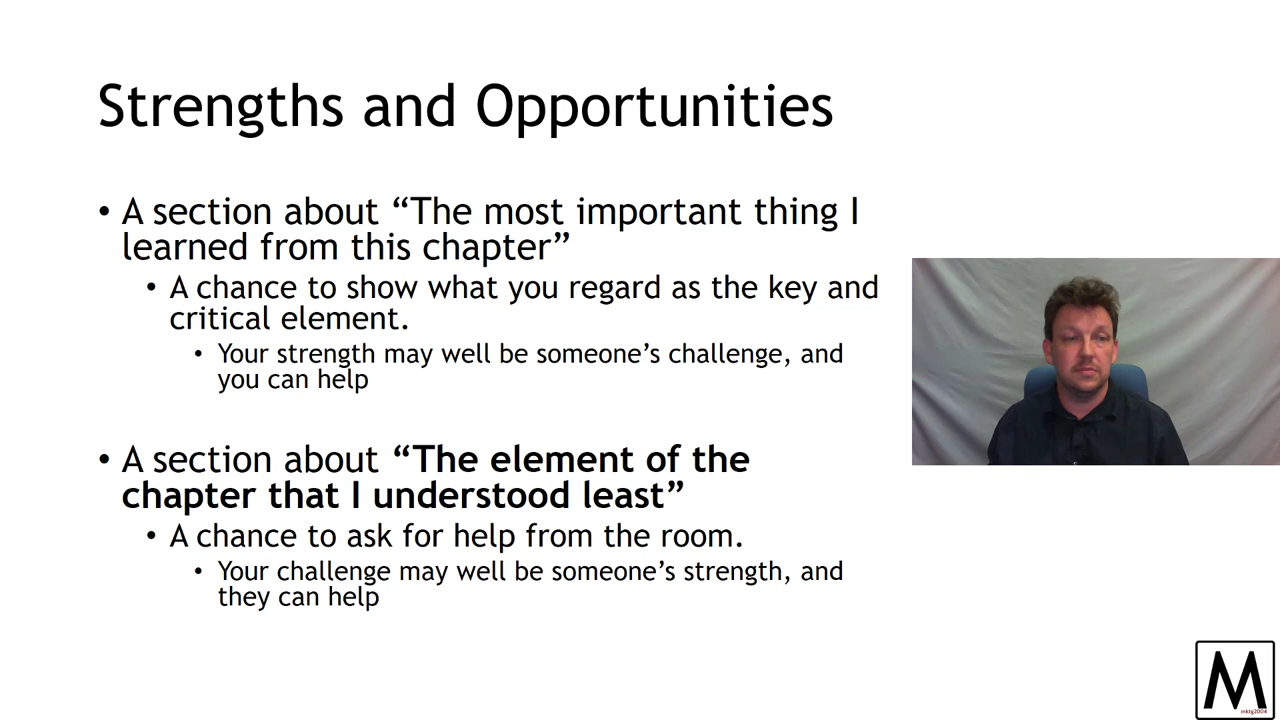 Strengths and Opportunities
• A section about “The most important thing I
learned from this chapter”
• A chance to show what you regard as the key and
critical element.
• Your strength may well be someone’s challenge, and
you can help
• A section about “The element of the
chapter that I understood least”
• A chance to ask for help from the room.
• Your challenge may well be someone’s strength, and
they can help
M
mktg2004